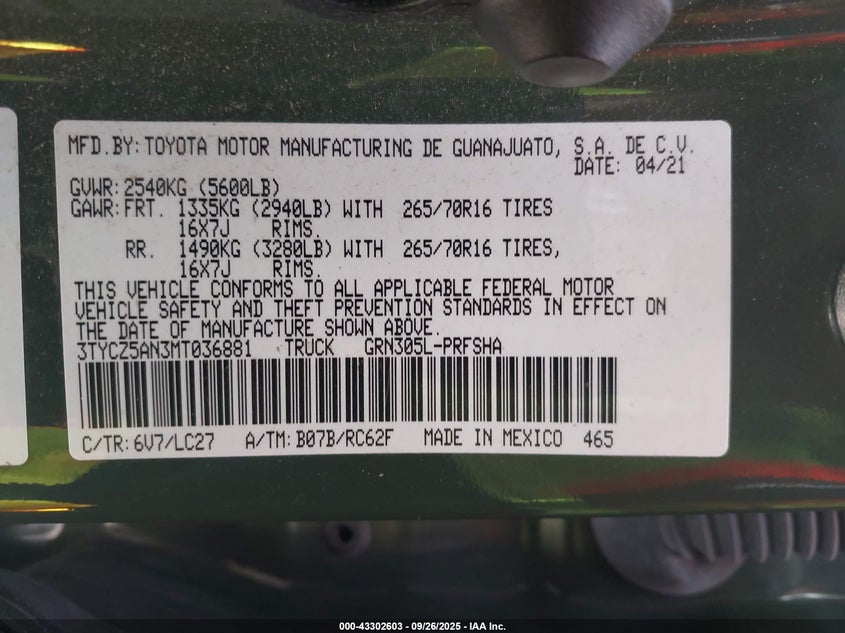 MFD.BY: TOYOTA MOTOR MANUFACTURING DE GUANAJUATO, S.A. DE C.V.
DATE: 04/21
GVWR: 2540KG (5600LB)
GAWR: FRT. 1335KG (2940LB) WITH 265/70R16 TIRES
16X7J RIMS.
RR. 1490KG (3280LB) WITH 265/70R16 TIRES,
16X7J RIMS.
THIS VEHICLE CONFORMS TO ALL APPLICABLE FEDERAL MOTOR
VEHICLE SAFETY AND THEFT PREVENTION STANDARDS IN EFFECT ON
THE DATE OF MANUFACTURE SHOWN ABOVE.
3TYCZ5AN3MT036881 TRUCK GRN305L-PRFSHA
C/TR: 6V7/LC27 A/TM: B07B/RC62F MADE IN MEXICO 465
000-43302603 - 09/26/2025 - IAA Inc.